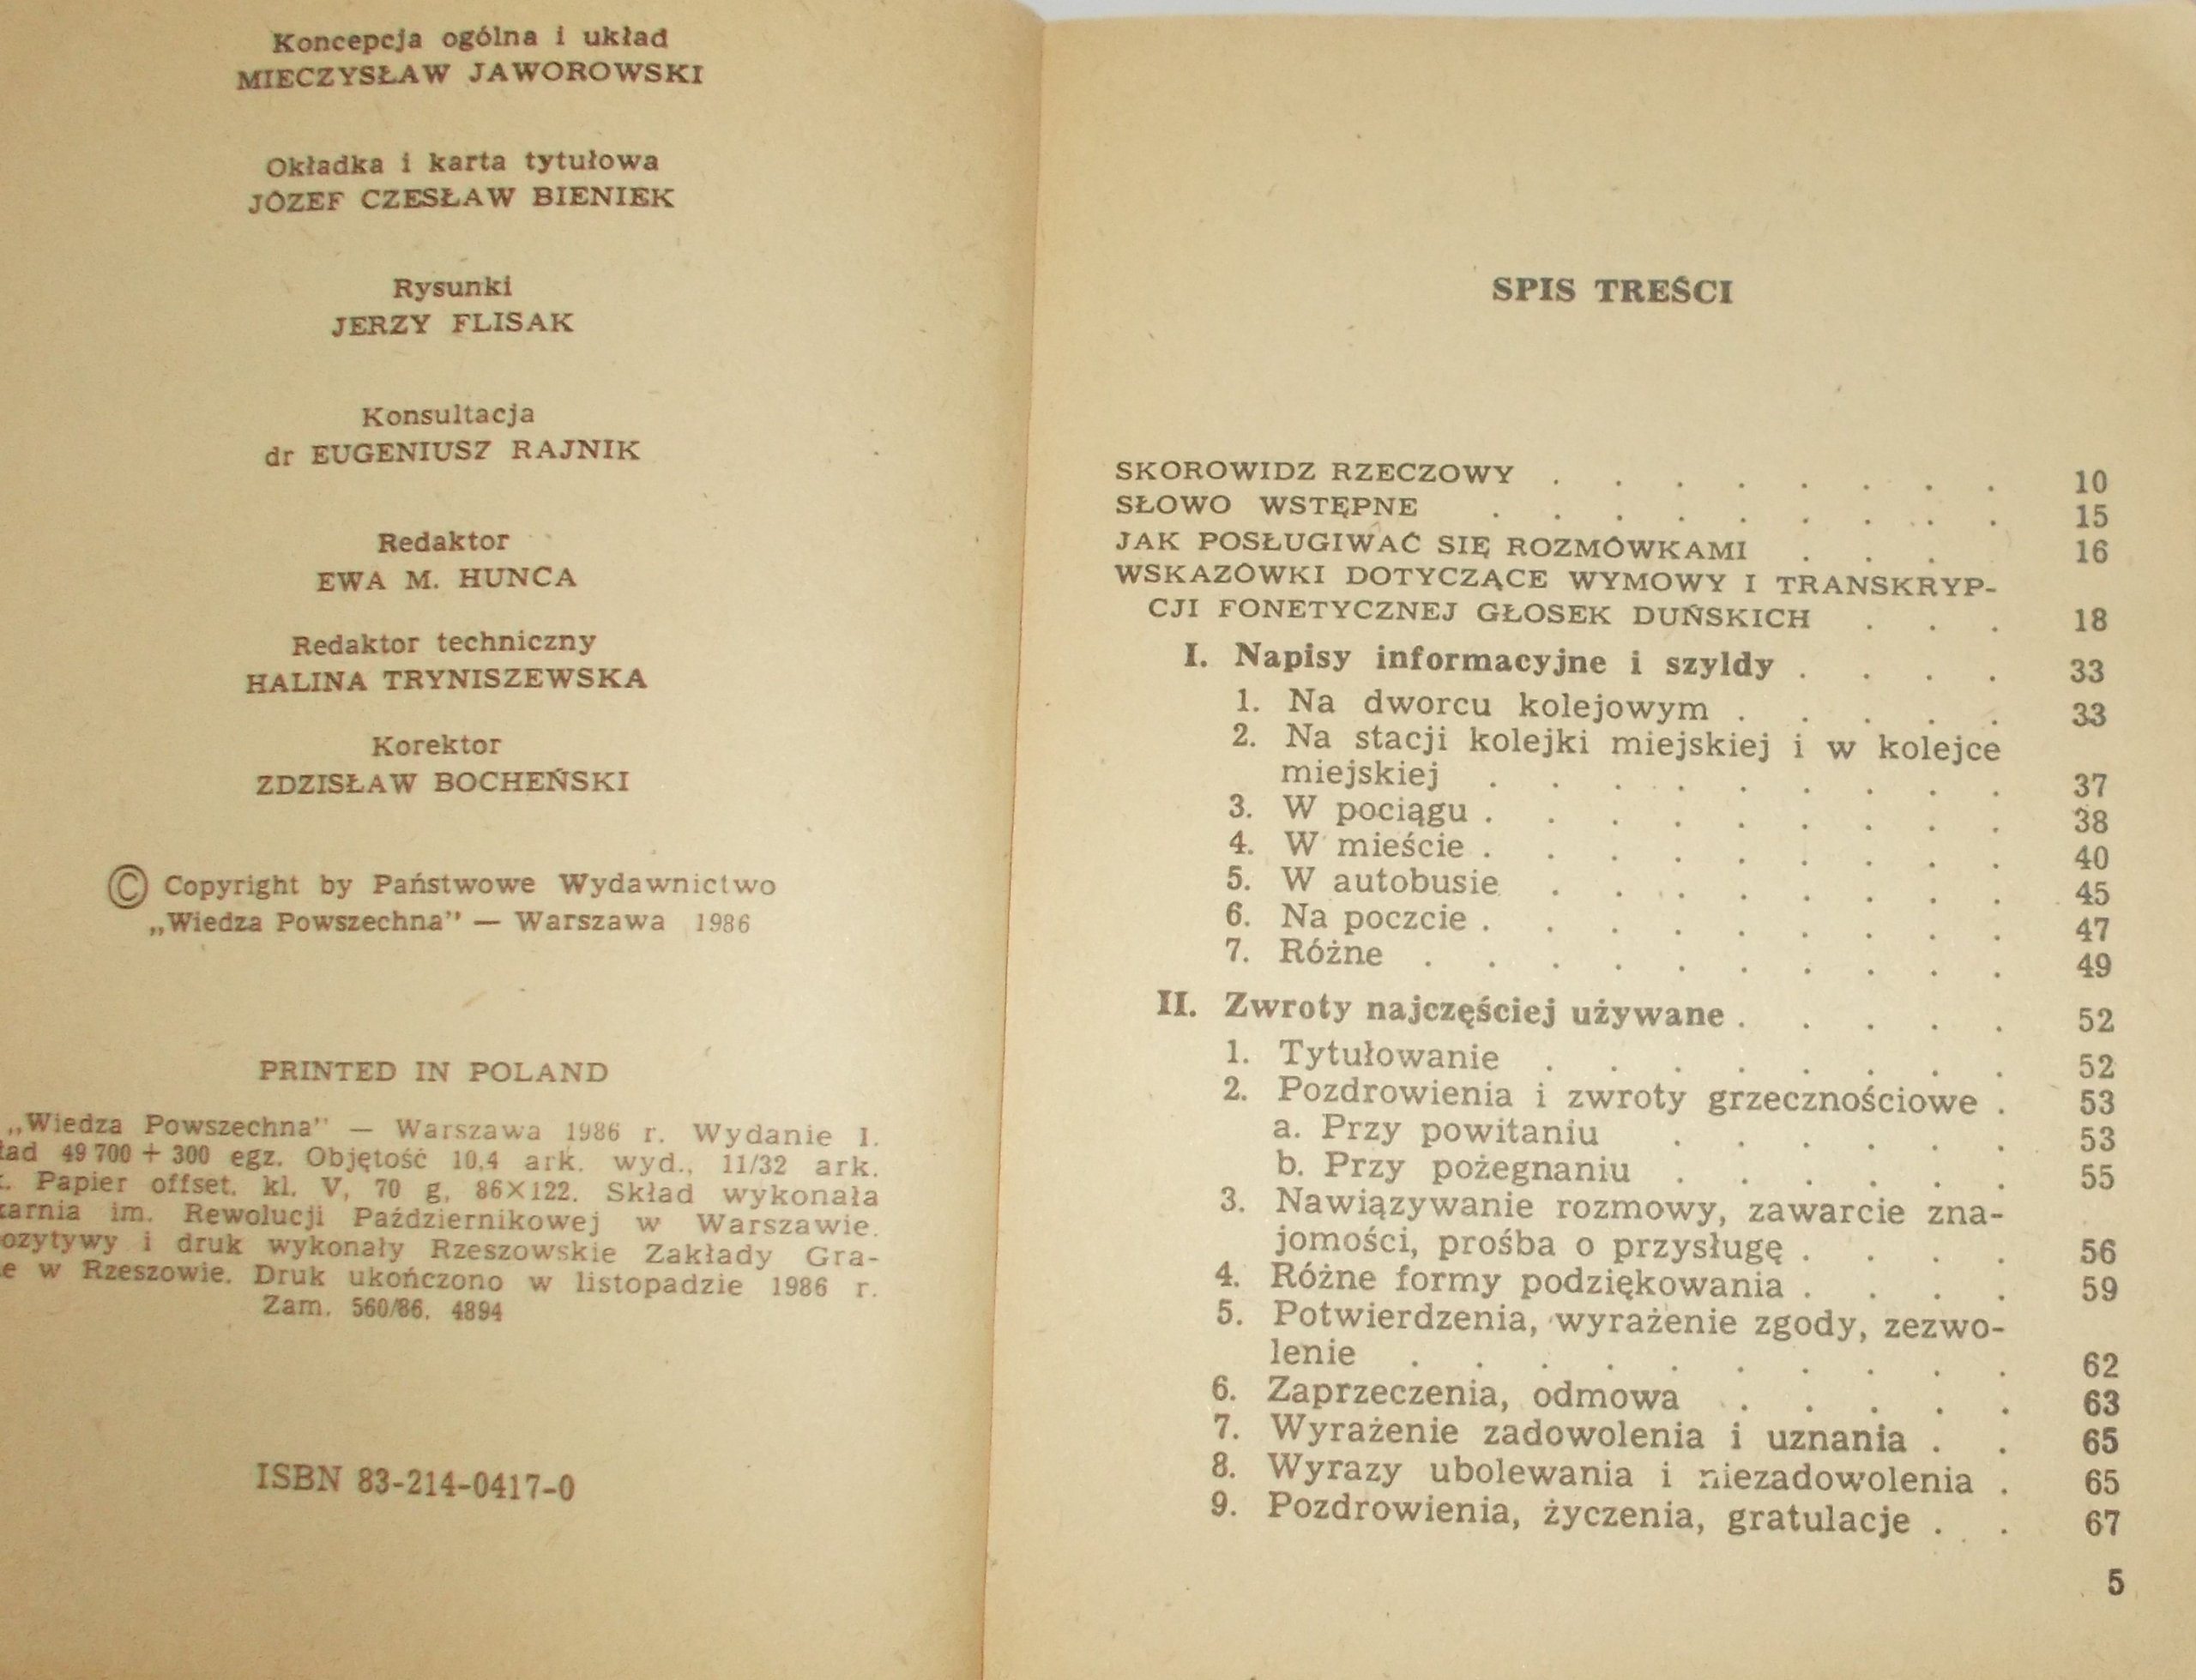 Koncepcja ogólna i układ
MIECZYSŁAW JAWOROWSKI
Okładka i karta tytułowa
JÓZEF CZESŁAW BIENIEK
Rysunki
JERZY FLISAK
Konsultacja
dr EUGENIUSZ RAJNIK
Redaktor
EWA M. HUNCA
Redaktor techniczny
HALINA TRYNISZEWSKA
Korektor
ZDZISŁAW BOCHEŃSKI
© Copyright by Państwowe Wydawnictwo
„Wiedza Powszechna” — Warszawa 1986
PRINTED IN POLAND
„Wiedza Powszechna” — Warszawa 1986 r. Wydanie I.
ład 49 700 + 300 egz. Objętość 10,4 ark. wyd., 11/32 ark.
. Papier offset. kl. V, 70 g, 86×122. Skład wykonała
karnia im. Rewolucji Październikowej w Warszawie.
ozytywy i druk wykonały Rzeszowskie Zakłady Gra-
e w Rzeszowie. Druk ukończono w listopadzie 1986 r.
Zam. 560/86. 4894
ISBN 83-214-0417-0
SPIS TREŚCI
SKOROWIDZ RZECZOWY . . . . . . . . 10
SŁOWO WSTĘPNE . . . . . . . . . 15
JAK POSŁUGIWAĆ SIĘ ROZMÓWKAMI . . . . 16
WSKAZÓWKI DOTYCZĄCE WYMOWY I TRANSKRYP-
CJI FONETYCZNEJ GŁOSEK DUŃSKICH . . . 18
I. Napisy informacyjne i szyldy . . . . 33
1. Na dworcu kolejowym . . . . . 33
2. Na stacji kolejki miejskiej i w kolejce
miejskiej . . . . . . . . . 37
3. W pociągu . . . . . . . . . 38
4. W mieście . . . . . . . . . 40
5. W autobusie . . . . . . . . 45
6. Na poczcie . . . . . . . . . 47
7. Różne . . . . . . . . . . 49
II. Zwroty najczęściej używane . . . . . 52
1. Tytułowanie . . . . . . . . 52
2. Pozdrowienia i zwroty grzecznościowe . 53
a. Przy powitaniu . . . . . . 53
b. Przy pożegnaniu . . . . . . 55
3. Nawiązywanie rozmowy, zawarcie zna-
jomości, prośba o przysługę . . . . 56
4. Różne formy podziękowania . . . . 59
5. Potwierdzenia, wyrażenie zgody, zezwo-
lenie . . . . . . . . . . 62
6. Zaprzeczenia, odmowa . . . . . 63
7. Wyrażenie zadowolenia i uznania . . 65
8. Wyrazy ubolewania i niezadowolenia . 65
9. Pozdrowienia, życzenia, gratulacje . . 67
5